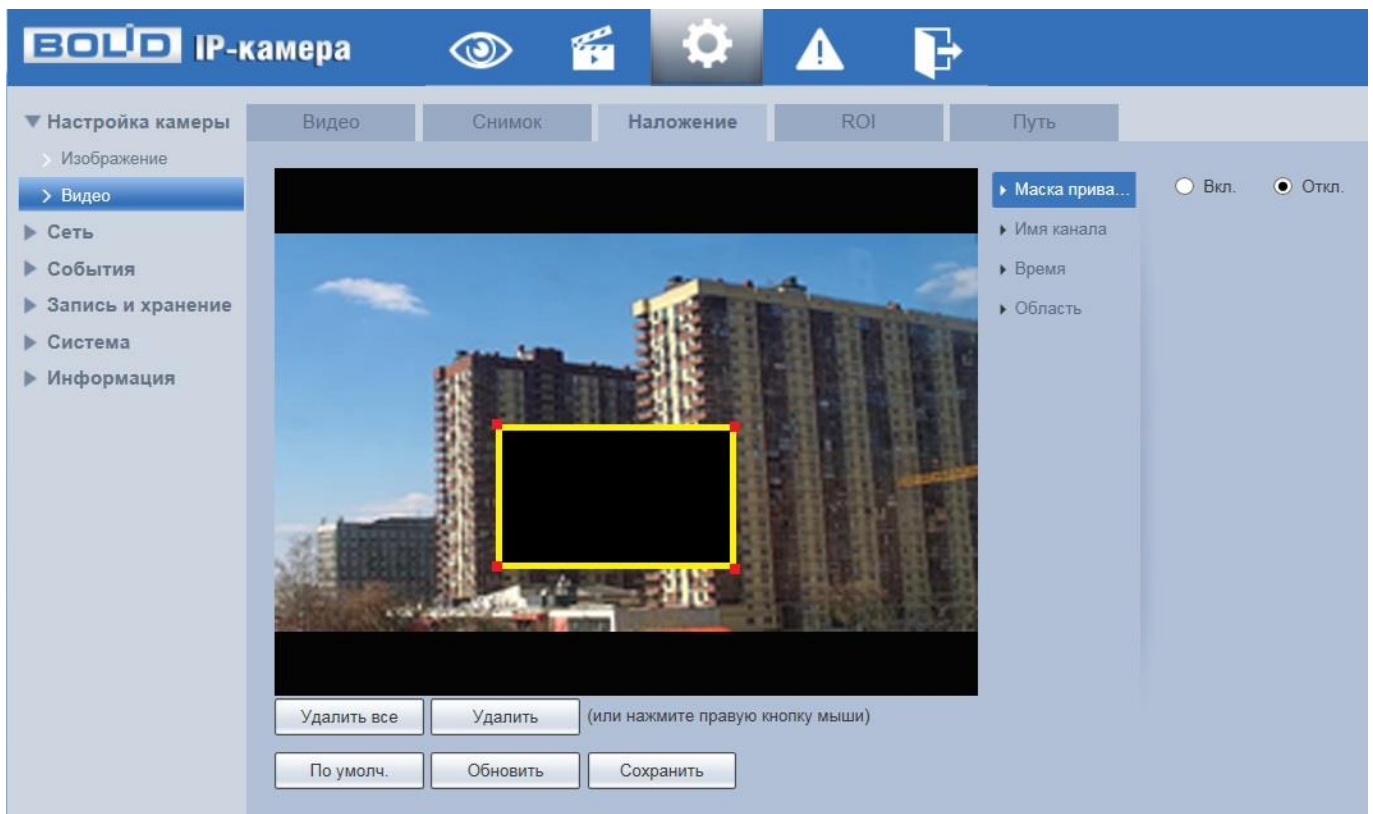 BOLID IP-камера
Настройка камеры
Изображение
Видео
Сеть
События
Запись и хранение
Система
Информация
Видео Снимок Наложение ROI Путь
Маска прива...
Имя канала
Время
Область
Вкл. Откл.
Удалить все Удалить (или нажмите правую кнопку мыши)
По умолч. Обновить Сохранить